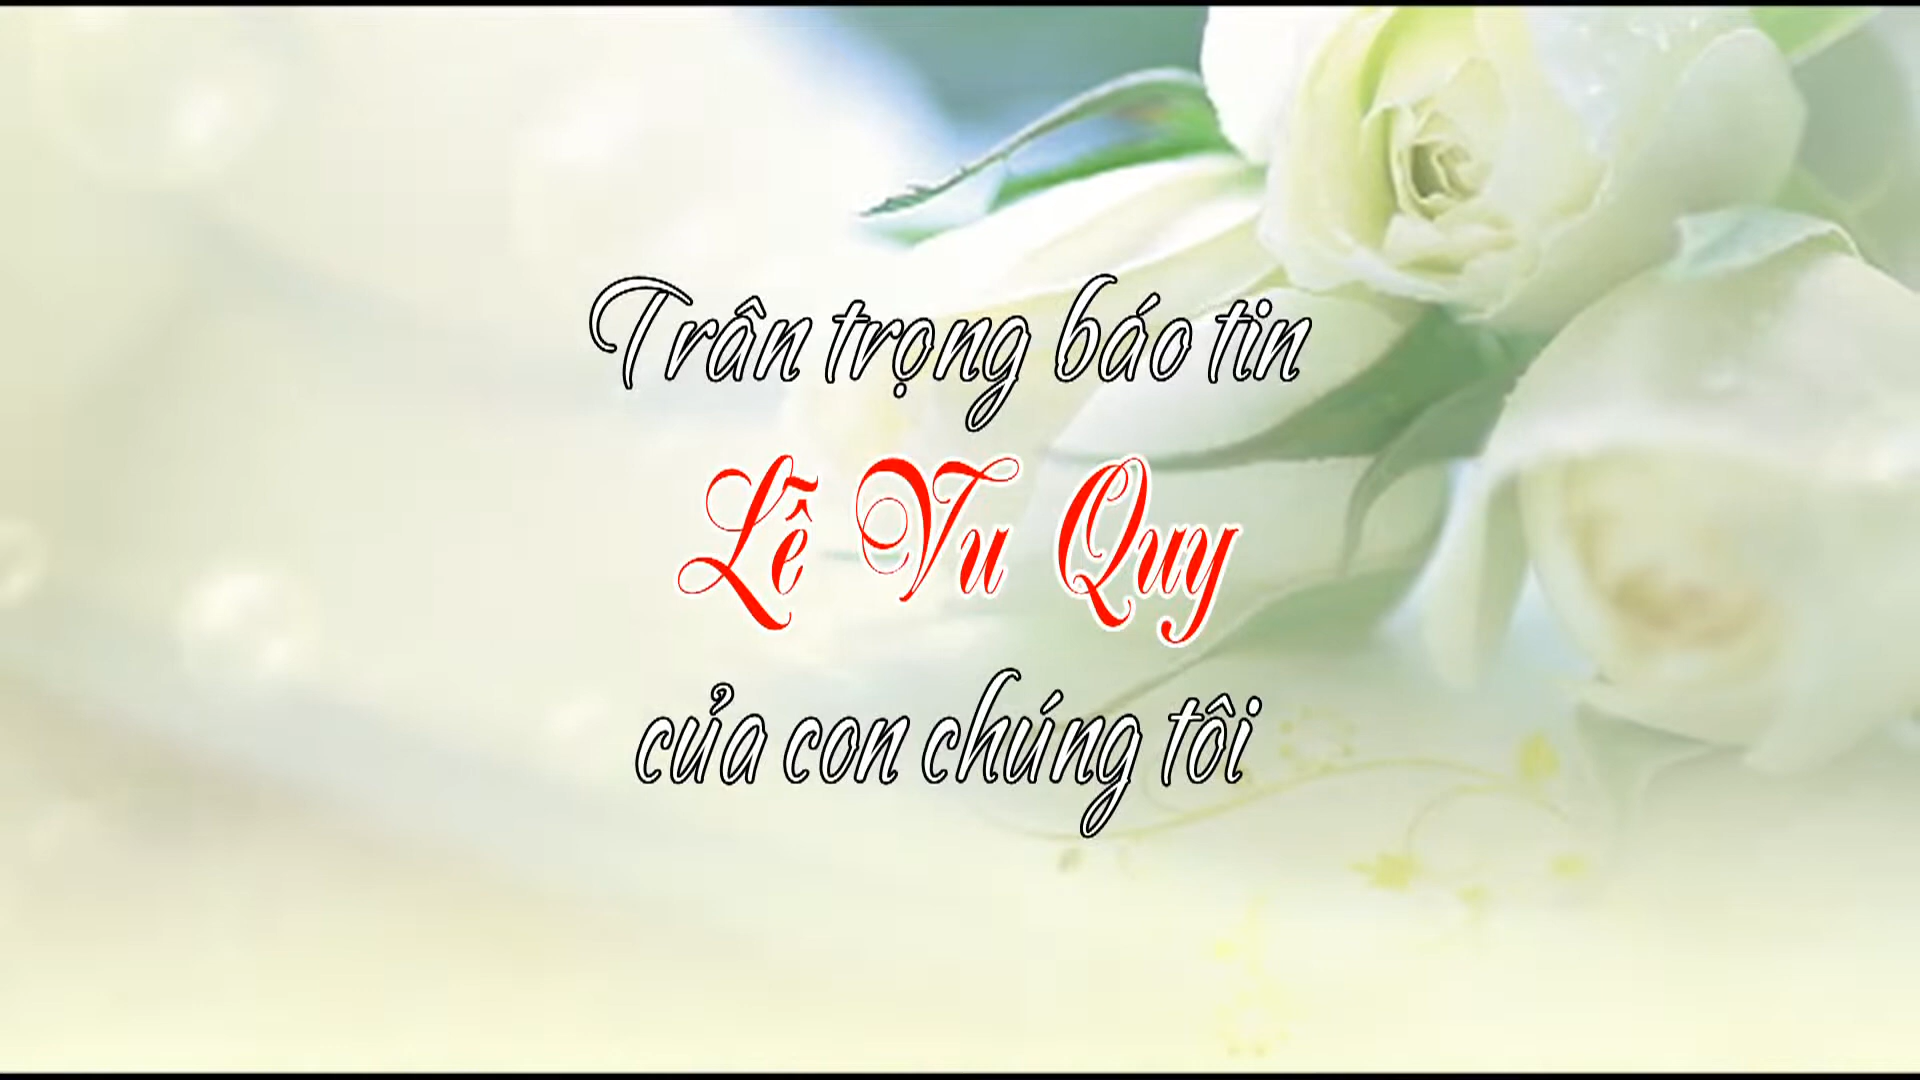 Trân trọng báo tin
Lễ Vu Quy
của con chúng tôi